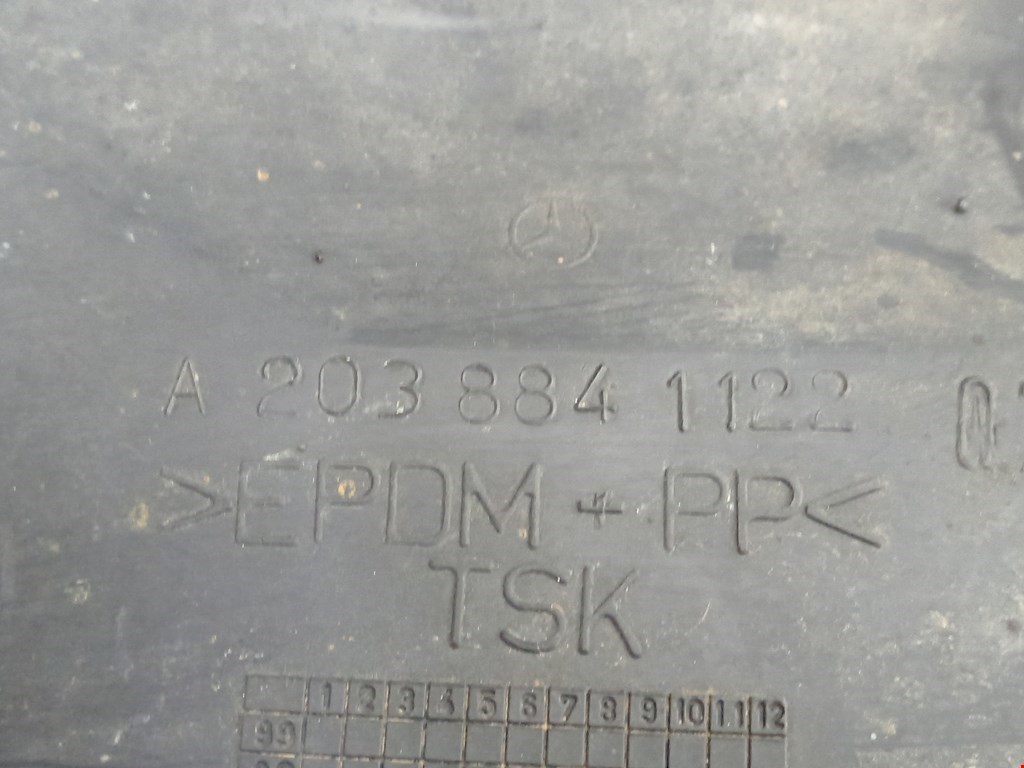 A 203 884 1122
>EPDM + PP<
TSK
1 2 3 4 5 6 7 8 9 10 11 12
99